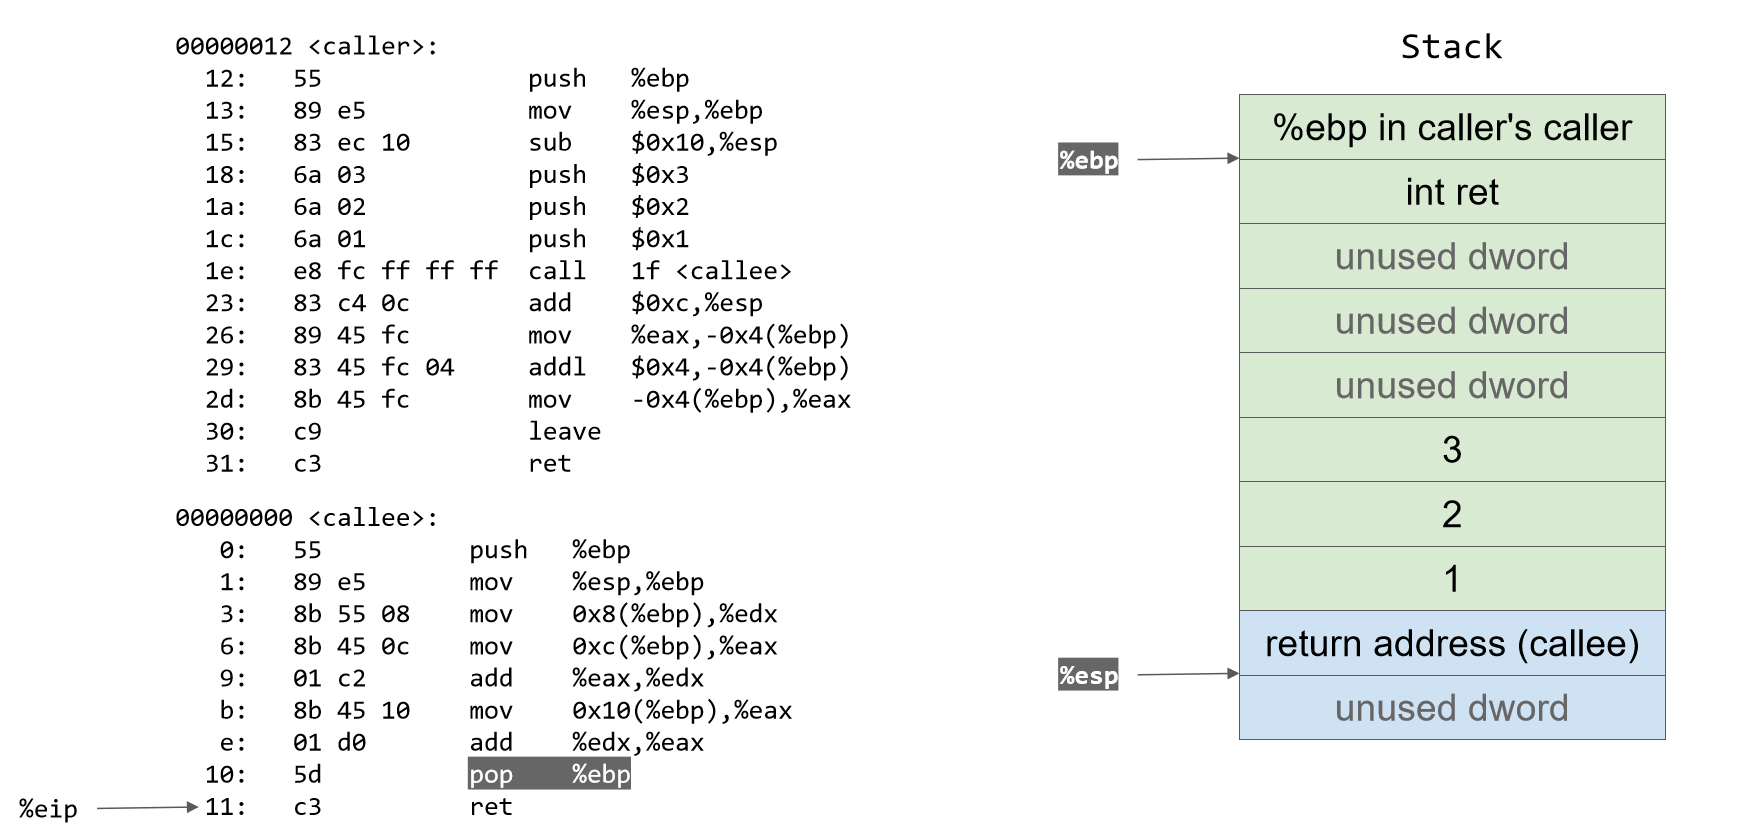 00000012 <caller>:
12: 55 push %ebp
13: 89 e5 mov %esp,%ebp
15: 83 ec 10 sub $0x10,%esp
18: 6a 03 push $0x3
1a: 6a 02 push $0x2
1c: 6a 01 push $0x1
1e: e8 fc ff ff ff call 1f <callee>
23: 83 c4 0c add $0xc,%esp
26: 89 45 fc mov %eax,-0x4(%ebp)
29: 83 45 fc 04 addl $0x4,-0x4(%ebp)
2d: 8b 45 fc mov -0x4(%ebp),%eax
30: c9 leave
31: c3 ret
00000000 <callee>:
0: 55 push %ebp
1: 89 e5 mov %esp,%ebp
3: 8b 55 08 mov 0x8(%ebp),%edx
6: 8b 45 0c mov 0xc(%ebp),%eax
9: 01 c2 add %eax,%edx
b: 8b 45 10 mov 0x10(%ebp),%eax
e: 01 d0 add %edx,%eax
10: 5d pop %ebp
%eip 11: c3 ret
Stack
%ebp in caller's caller
%ebp
int ret
unused dword
unused dword
unused dword
3
2
1
return address (callee)
%esp
unused dword